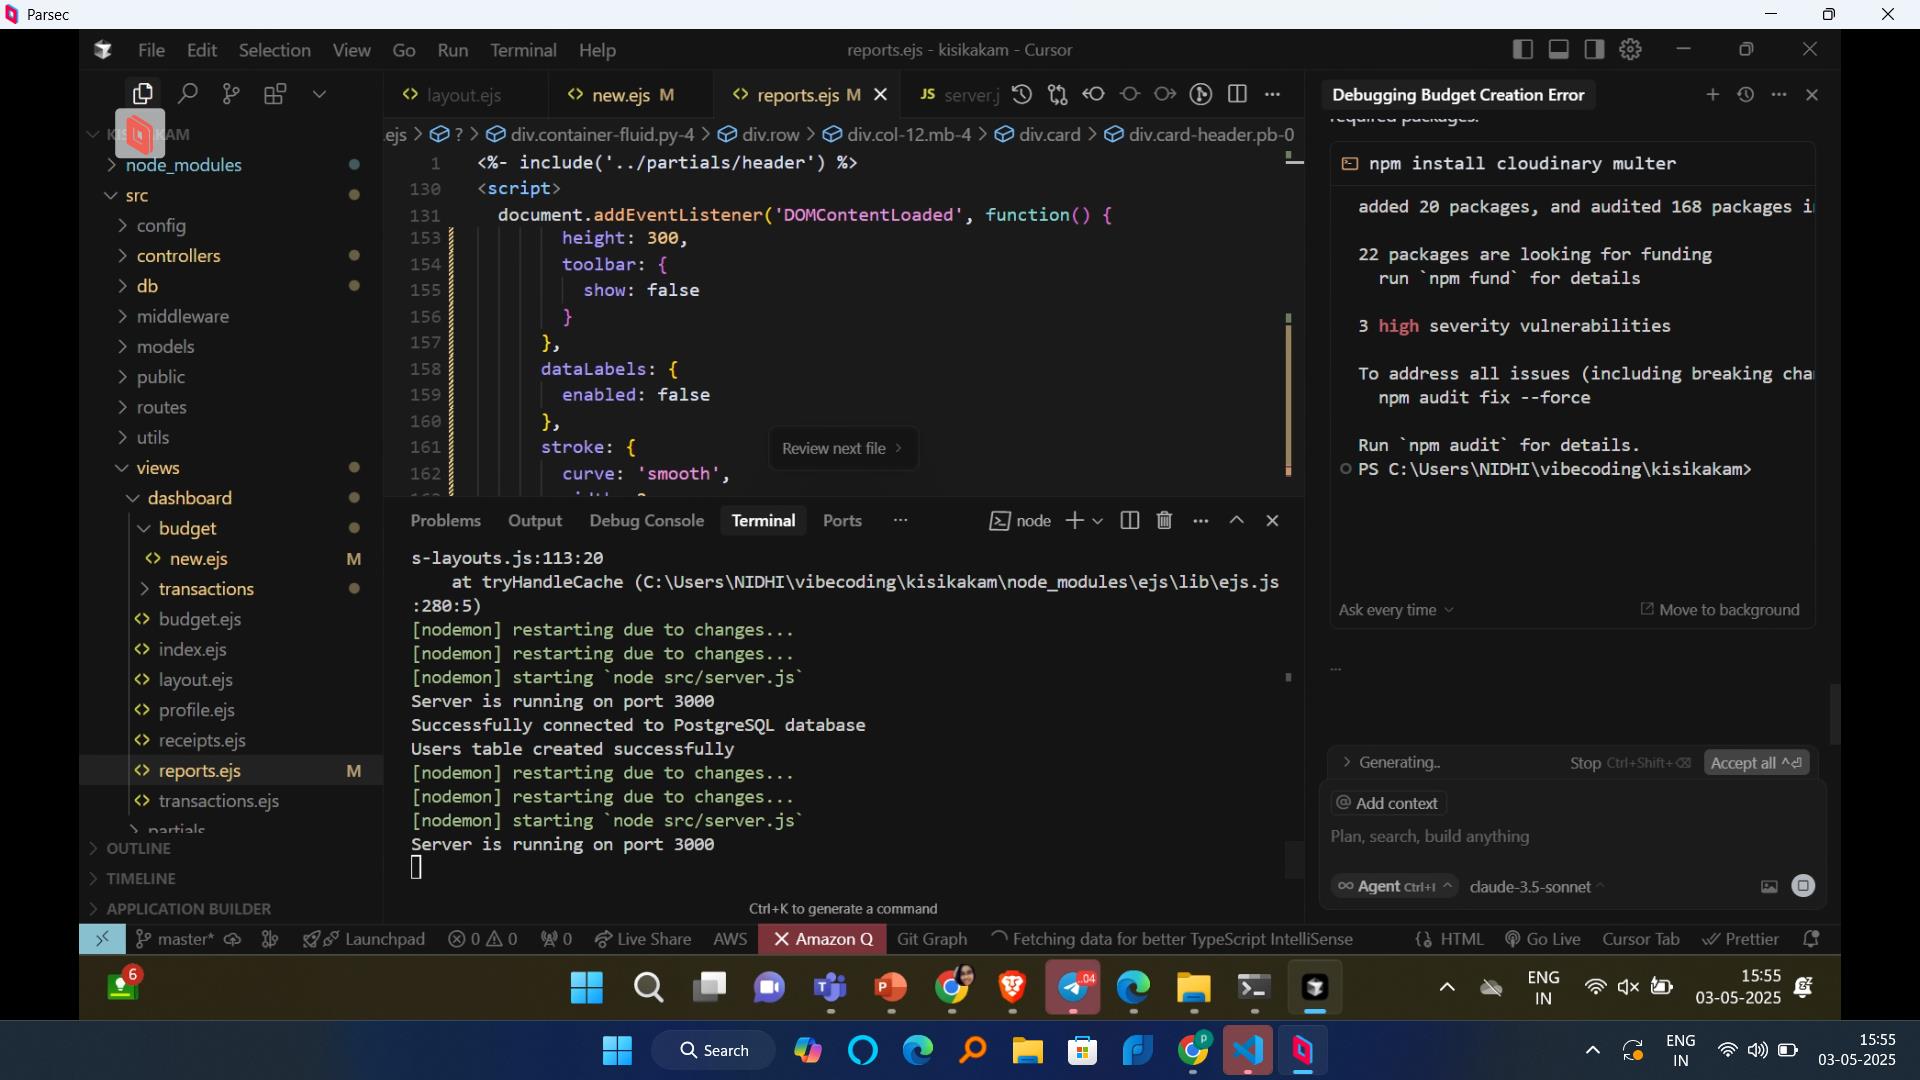 Parsec
File Edit Selection View Go Run Terminal Help
reports.ejs - kisikakam - Cursor
layout.ejs
new.ejs M
reports.ejs M
JS server.j
.ejs > ? > div.container-fluid.py-4 > div.row > div.col-12.mb-4 > div.card > div.card-header.pb-0
node_modules
src
config
controllers
db
middleware
models
public
routes
utils
views
dashboard
budget
new.ejs M
transactions
budget.ejs
index.ejs
layout.ejs
profile.ejs
receipts.ejs
reports.ejs M
transactions.ejs
partials
OUTLINE
TIMELINE
APPLICATION BUILDER
1 <%- include('../partials/header') %>
130 <script>
131 document.addEventListener('DOMContentLoaded', function() {
153 height: 300,
154 toolbar: {
155 show: false
156 }
157 },
158 dataLabels: {
159 enabled: false
160 },
161 stroke: {
162 curve: 'smooth',
Review next file >
Problems Output Debug Console Terminal Ports ...
node
s-layouts.js:113:20
at tryHandleCache (C:\Users\NIDHI\vibecoding\kisikakam\node_modules\ejs\lib\ejs.js
:280:5)
[nodemon] restarting due to changes...
[nodemon] restarting due to changes...
[nodemon] starting `node src/server.js`
Server is running on port 3000
Successfully connected to PostgreSQL database
Users table created successfully
[nodemon] restarting due to changes...
[nodemon] restarting due to changes...
[nodemon] starting `node src/server.js`
Server is running on port 3000
Ctrl+K to generate a command
Debugging Budget Creation Error
required packages.
npm install cloudinary multer
added 20 packages, and audited 168 packages i
22 packages are looking for funding
run `npm fund` for details
3 high severity vulnerabilities
To address all issues (including breaking cha
npm audit fix --force
Run `npm audit` for details.
PS C:\Users\NIDHI\vibecoding\kisikakam>
Ask every time
Move to background
...
> Generating..
Stop Ctrl+Shift+⌫
Accept all ^⏎
@ Add context
Plan, search, build anything
∞ Agent Ctrl+I
claude-3.5-sonnet
master*
Launchpad
0 0
0
Live Share
AWS
Amazon Q
Git Graph
Fetching data for better TypeScript IntelliSense
{} HTML
Go Live
Cursor Tab
Prettier
6
..04
ENG
IN
15:55
03-05-2025
Search
P
ENG
IN
15:55
03-05-2025